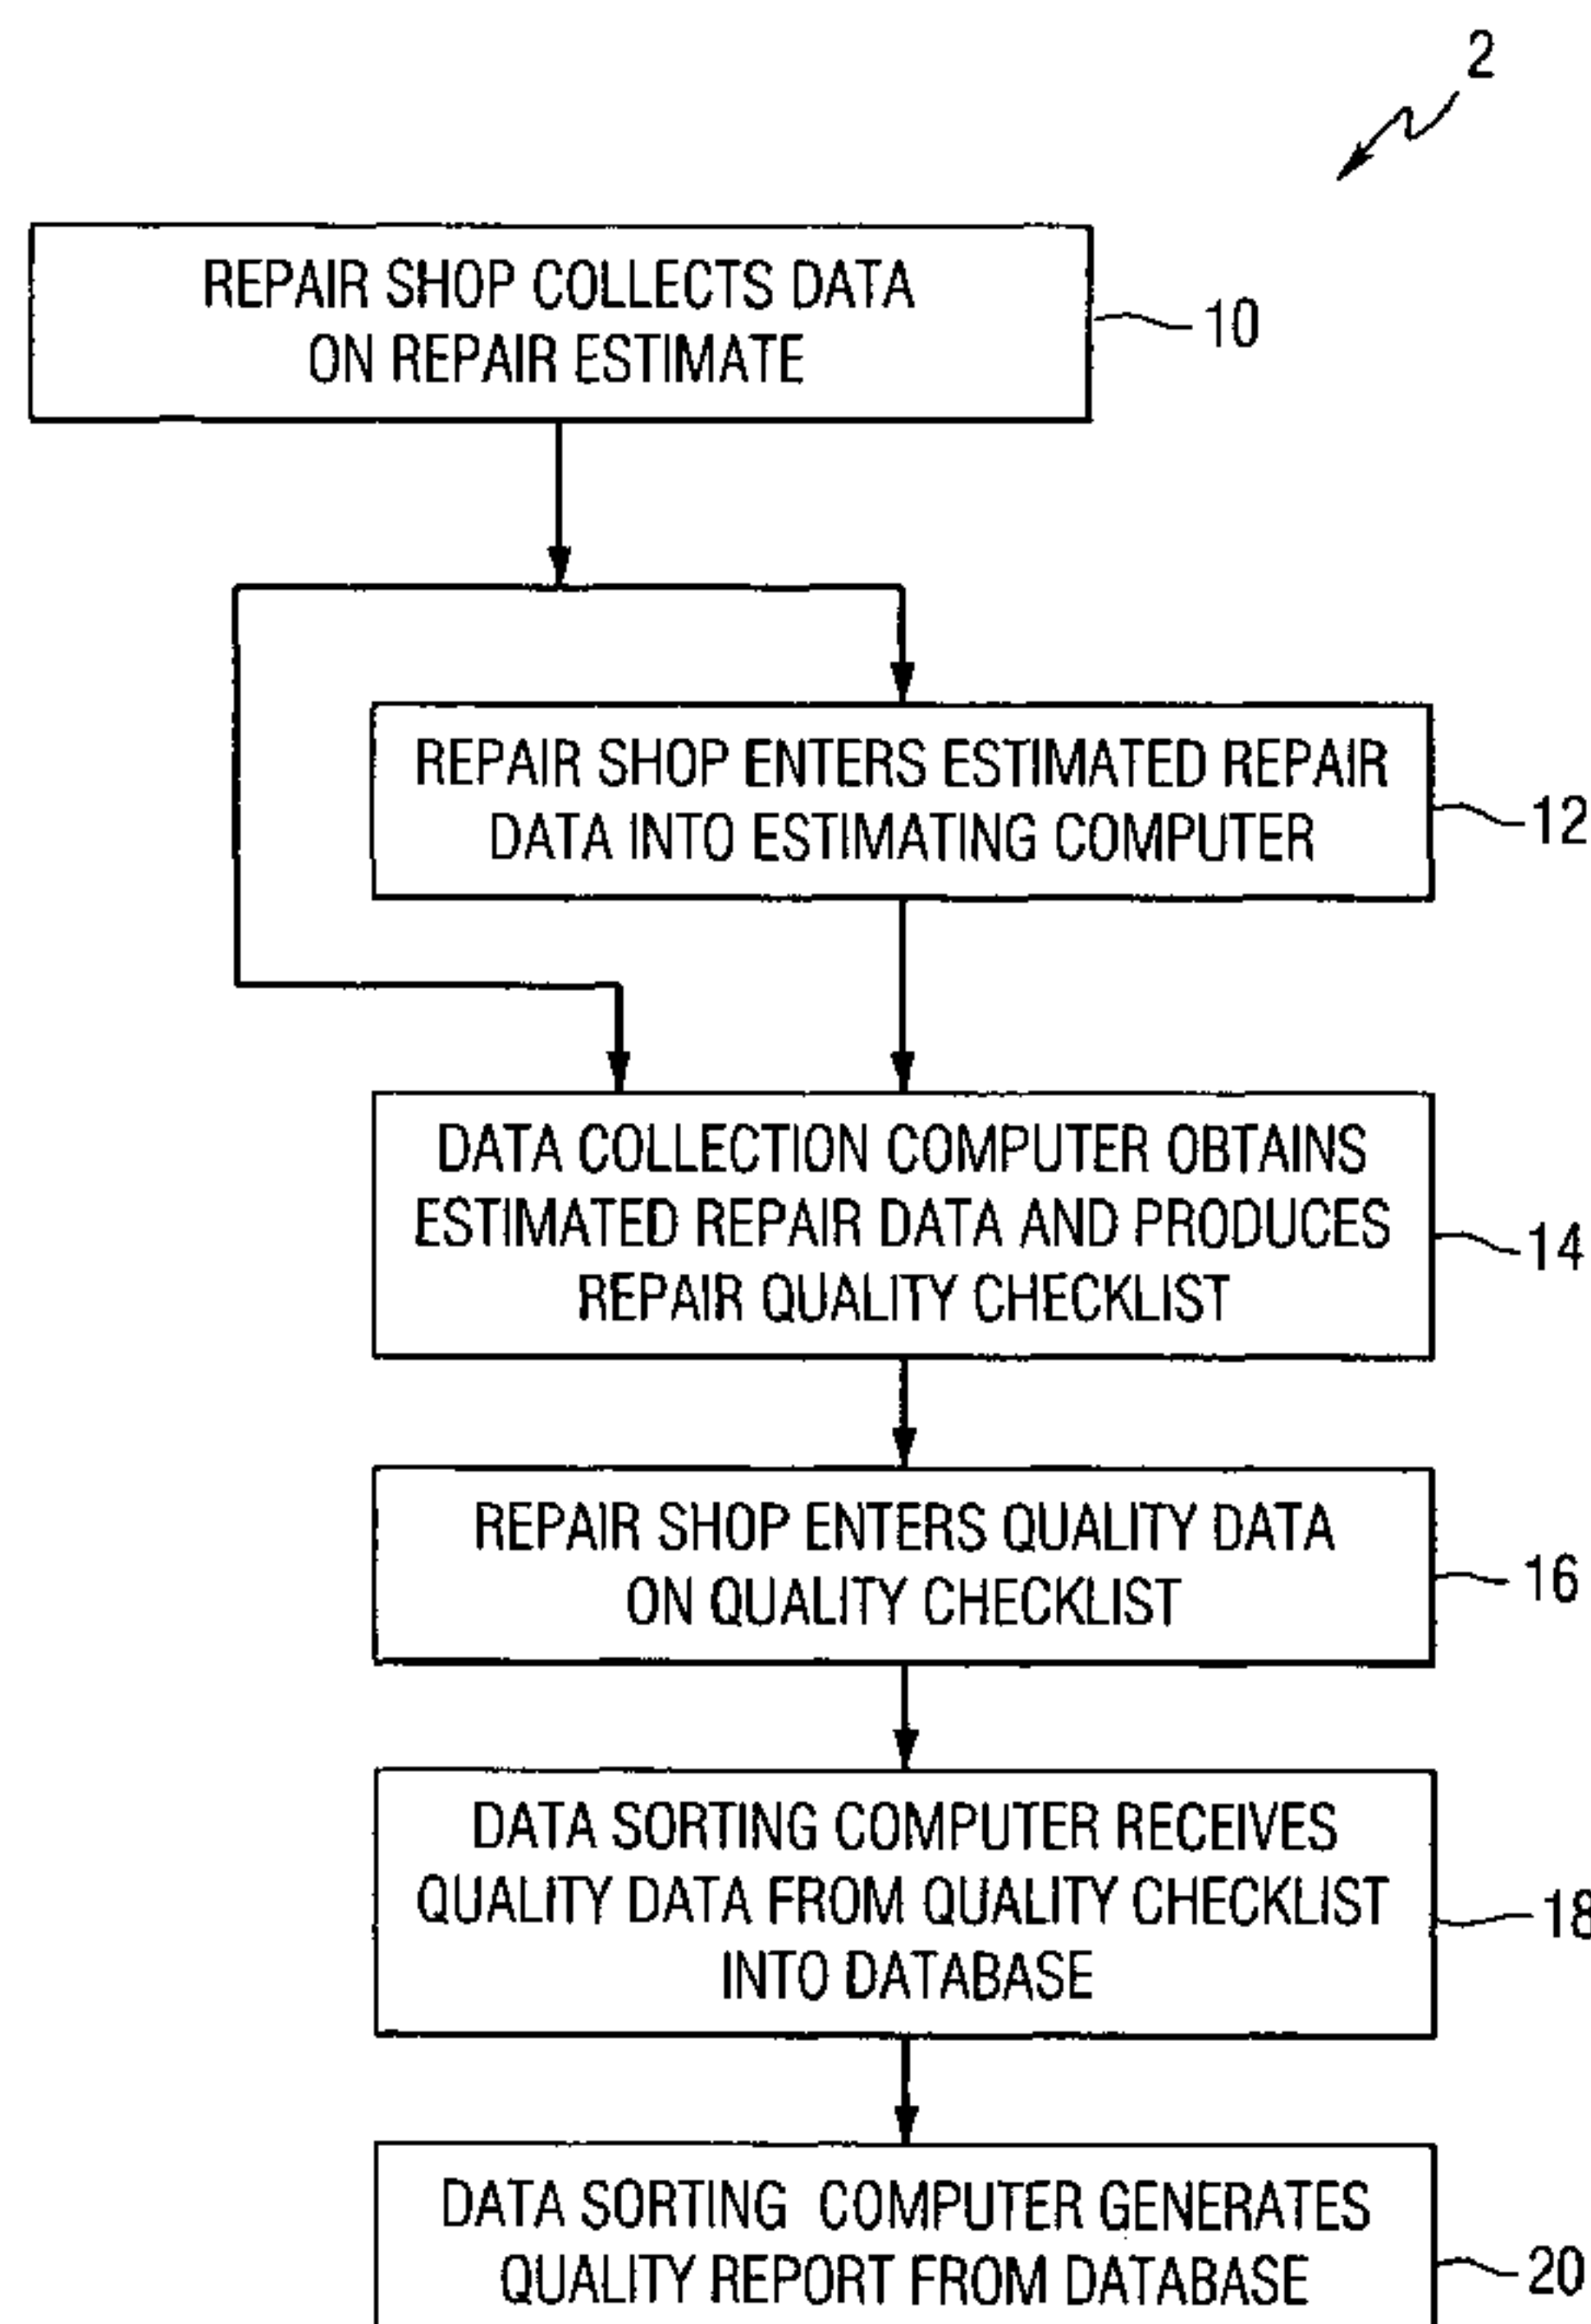 2
REPAIR SHOP COLLECTS DATA
ON REPAIR ESTIMATE
10
REPAIR SHOP ENTERS ESTIMATED REPAIR
DATA INTO ESTIMATING COMPUTER
12
DATA COLLECTION COMPUTER OBTAINS
ESTIMATED REPAIR DATA AND PRODUCES
REPAIR QUALITY CHECKLIST
14
REPAIR SHOP ENTERS QUALITY DATA
ON QUALITY CHECKLIST
16
DATA SORTING COMPUTER RECEIVES
QUALITY DATA FROM QUALITY CHECKLIST
INTO DATABASE
18
DATA SORTING COMPUTER GENERATES
QUALITY REPORT FROM DATABASE
20